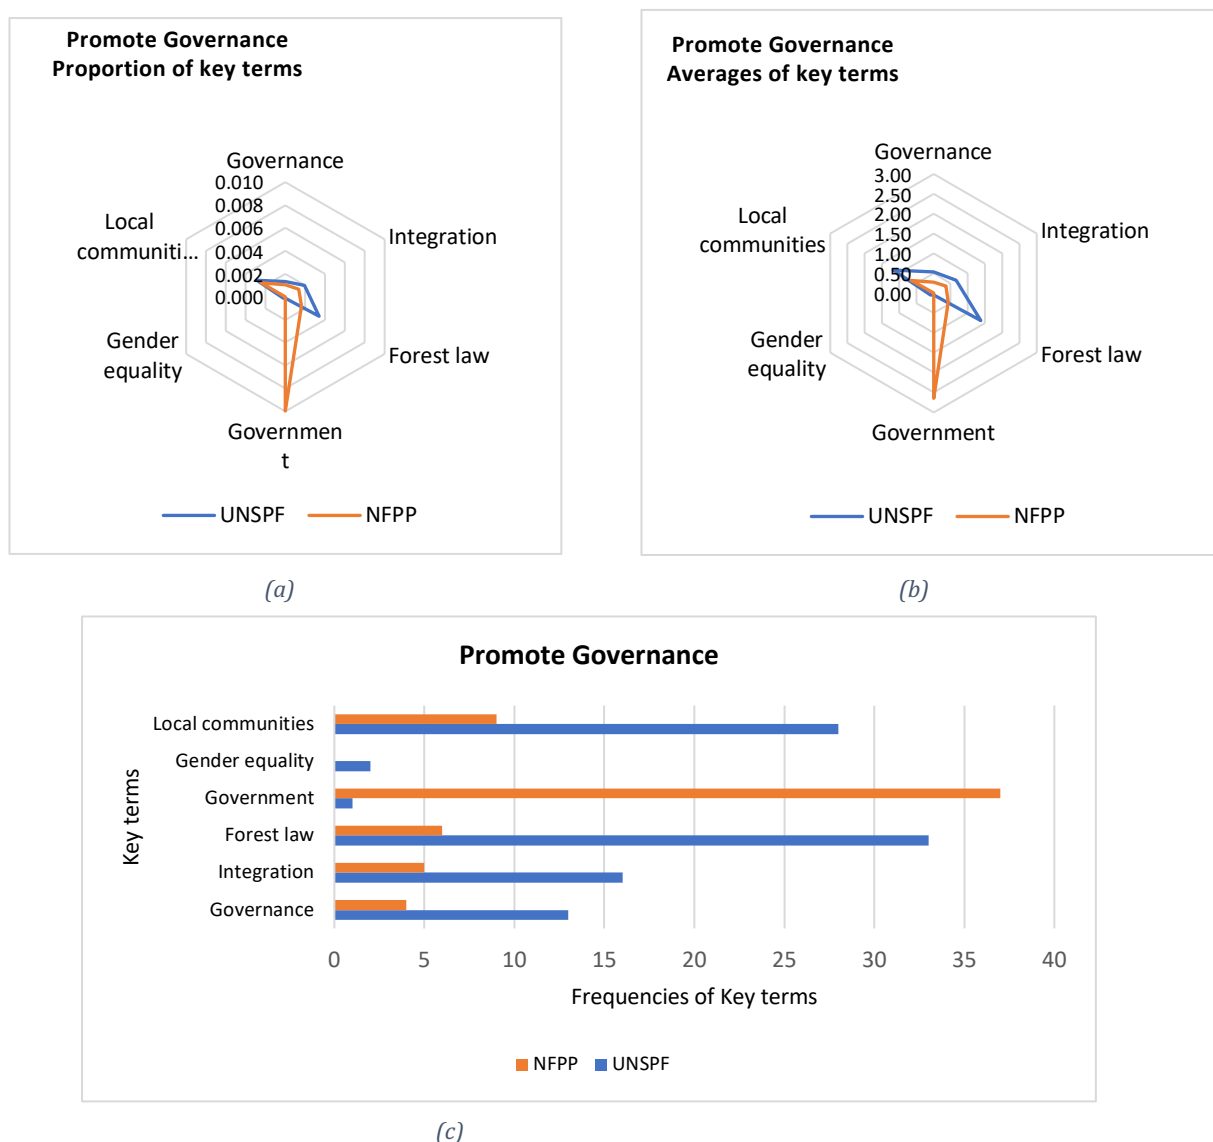 Promote Governance
Proportion of key terms
Governance
0.010
0.008
0.006
0.004
0.002
0.000
Integration
Forest law
Governmen
t
Gender
equality
Local
communiti...
UNSPF NFPP
(a)
Promote Governance
Averages of key terms
Governance
3.00
2.50
2.00
1.50
1.00
0.50
0.00
Integration
Forest law
Government
Gender
equality
Local
communities
UNSPF NFPP
(b)
Promote Governance
Key terms
Local communities
Gender equality
Government
Forest law
Integration
Governance
0 5 10 15 20 25 30 35 40
Frequencies of Key terms
NFPP UNSPF
(c)